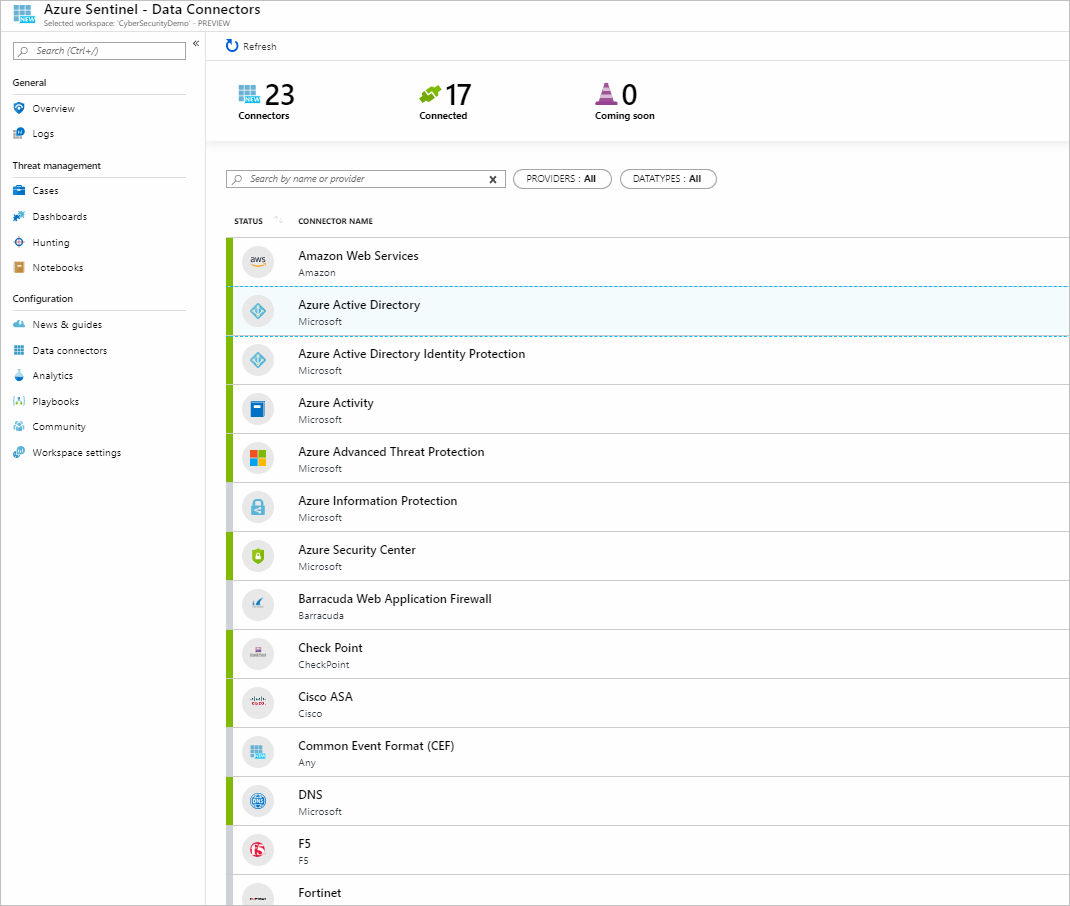 Azure Sentinel - Data Connectors
Selected workspace: 'CyberSecurityDemo' - PREVIEW
NEW
Search (Ctrl+/)
«
General
Overview
Logs
Threat management
Cases
Dashboards
Hunting
Notebooks
Configuration
News & guides
Data connectors
Analytics
Playbooks
Community
Workspace settings
Refresh
NEW 23
Connectors
17
Connected
0
Coming soon
Search by name or provider
PROVIDERS : All
DATATYPES : All
STATUS CONNECTOR NAME
aws
Amazon Web Services
Amazon
Azure Active Directory
Microsoft
Azure Active Directory Identity Protection
Microsoft
Azure Activity
Microsoft
Azure Advanced Threat Protection
Microsoft
Azure Information Protection
Microsoft
Azure Security Center
Microsoft
Barracuda Web Application Firewall
Barracuda
Check Point
CheckPoint
CISCO
Cisco ASA
Cisco
NEW
Common Event Format (CEF)
Any
DNS
DNS
Microsoft
F5
F5
Fortinet